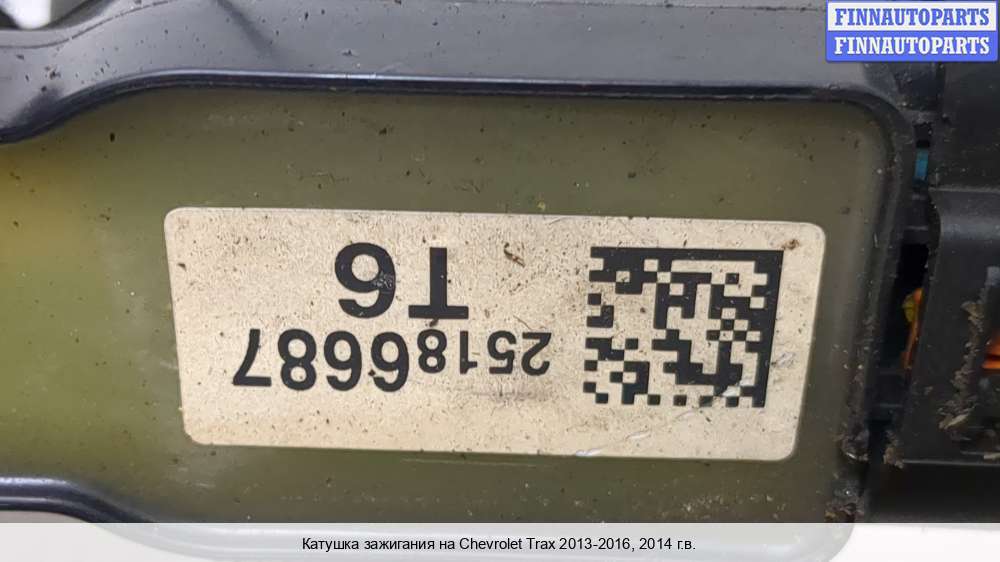 FINNAUTOPARTS
FINNAUTOPARTS
25186687
T6
Катушка зажигания на Chevrolet Trax 2013-2016, 2014 г.в.